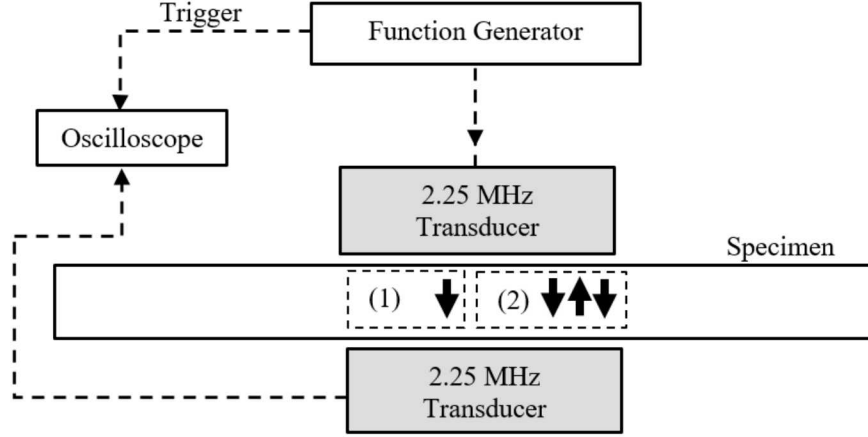 Trigger
Function Generator
Oscilloscope
2.25 MHz
Transducer
Specimen
(1)
(2)
2.25 MHz
Transducer